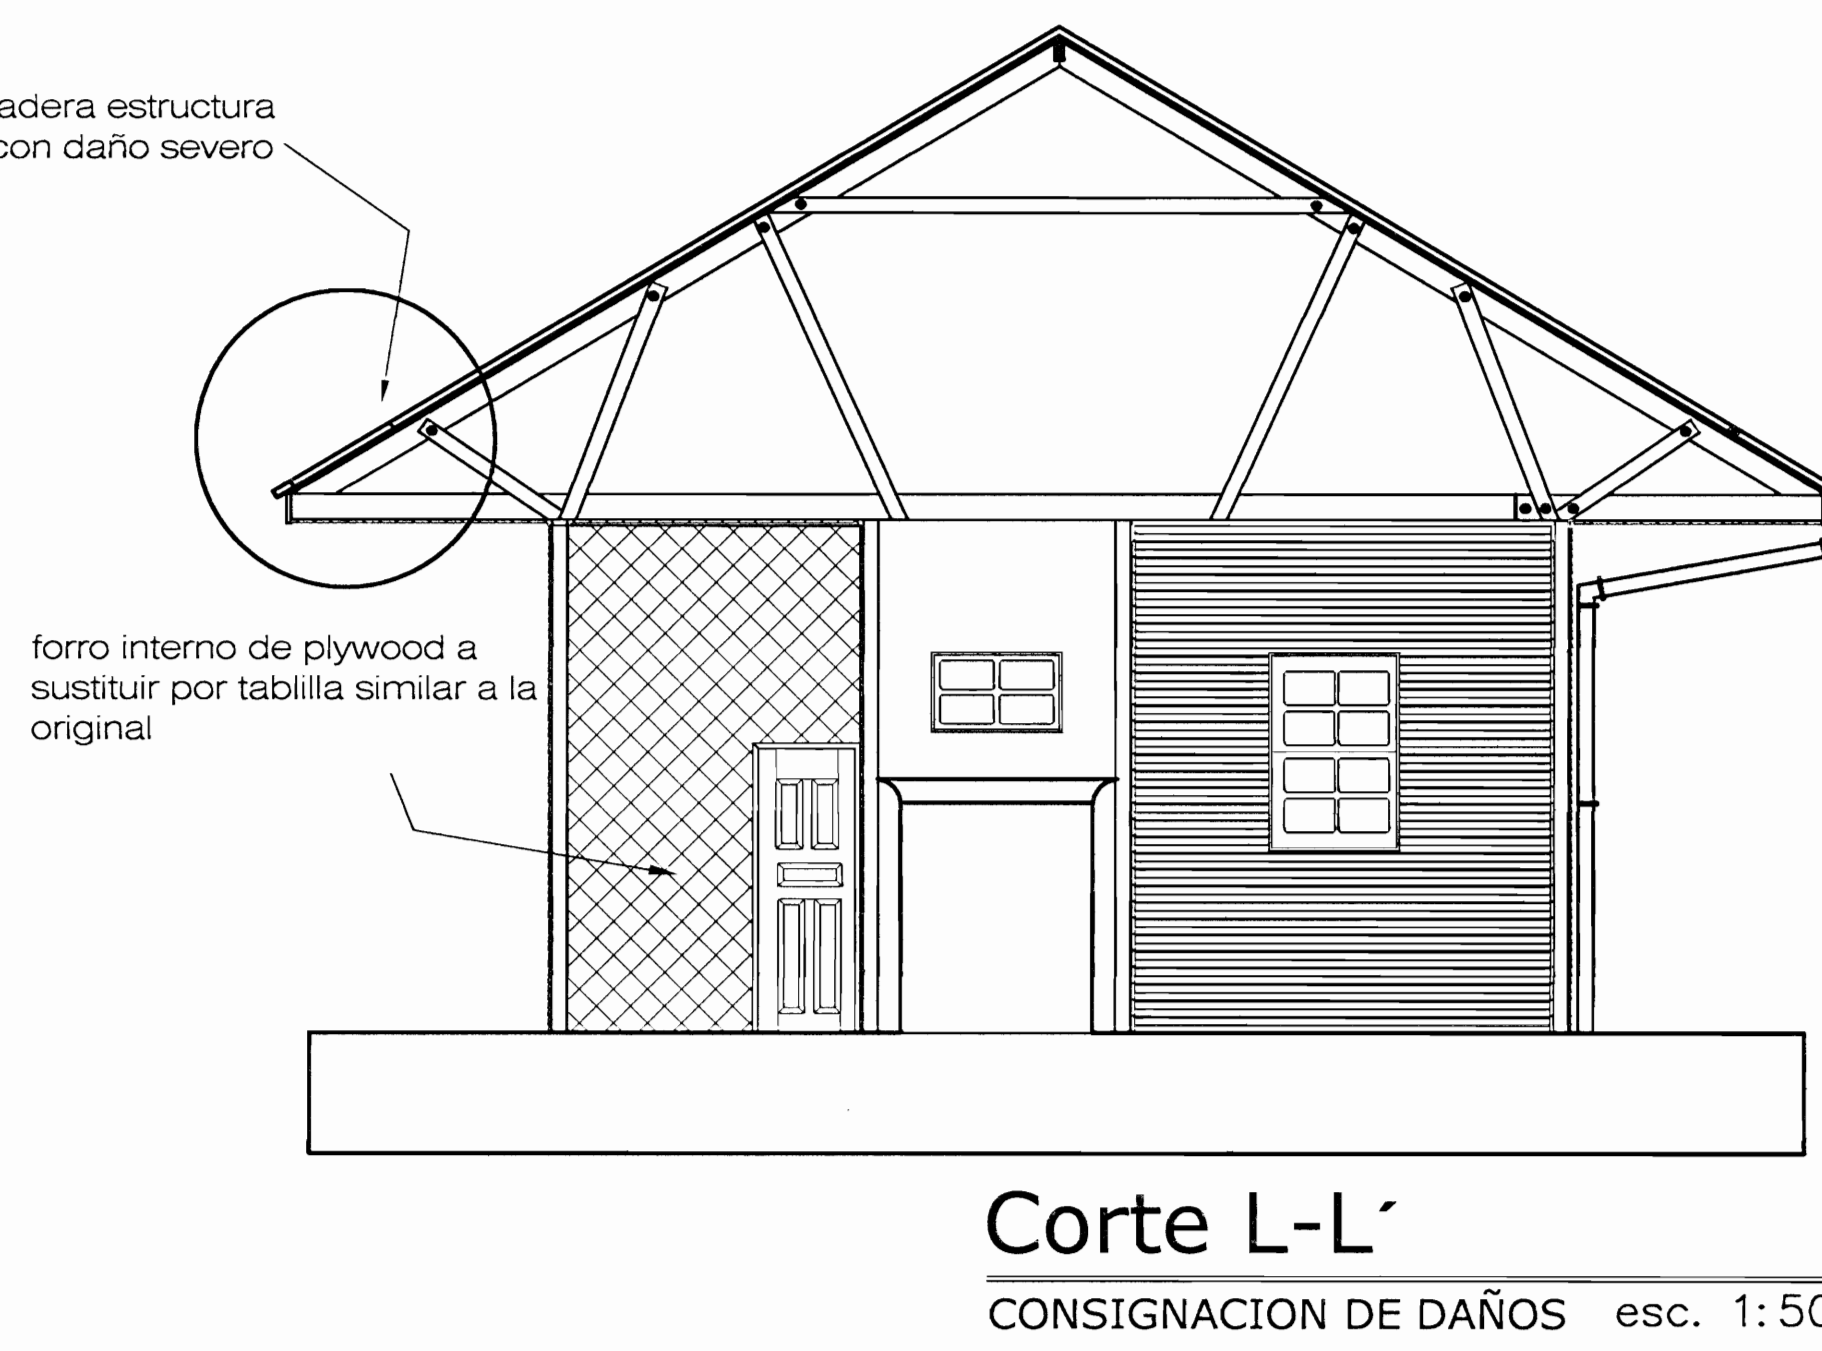 adera estructura
con daño severo
forro interno de plywood a
sustituir por tablilla similar a la
original
Corte L-L´
CONSIGNACION DE DAÑOS esc. 1:50